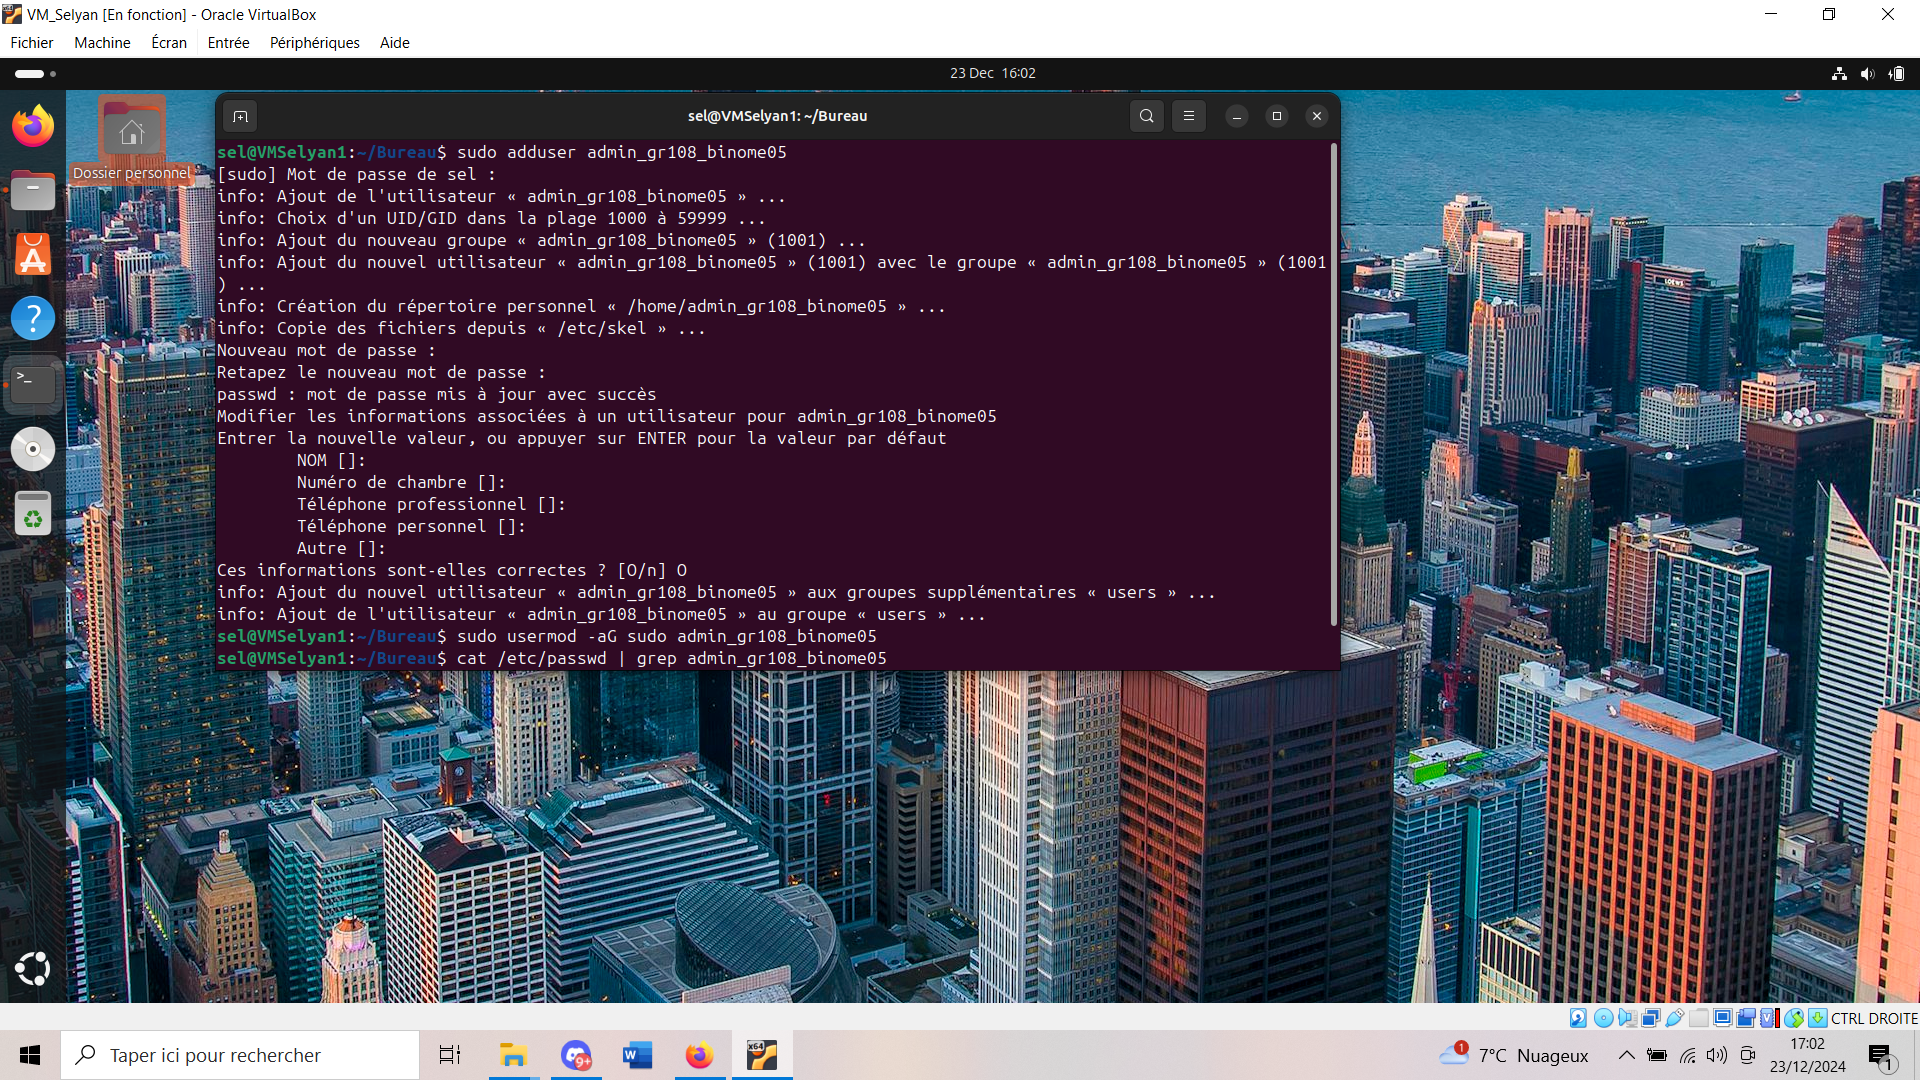 VM_Selyan [En fonction] - Oracle VirtualBox
Fichier Machine Écran Entrée Périphériques Aide
23 Dec 16:02
Dossier personnel
sel@VMSelyan1: ~/Bureau
sel@VMSelyan1:~/Bureau$ sudo adduser admin_gr108_binome05
[sudo] Mot de passe de sel :
info: Ajout de l'utilisateur « admin_gr108_binome05 » ...
info: Choix d'un UID/GID dans la plage 1000 à 59999 ...
info: Ajout du nouveau groupe « admin_gr108_binome05 » (1001) ...
info: Ajout du nouvel utilisateur « admin_gr108_binome05 » (1001) avec le groupe « admin_gr108_binome05 » (1001
) ...
info: Création du répertoire personnel « /home/admin_gr108_binome05 » ...
info: Copie des fichiers depuis « /etc/skel » ...
Nouveau mot de passe :
Retapez le nouveau mot de passe :
passwd : mot de passe mis à jour avec succès
Modifier les informations associées à un utilisateur pour admin_gr108_binome05
Entrer la nouvelle valeur, ou appuyer sur ENTER pour la valeur par défaut
NOM []:
Numéro de chambre []:
Téléphone professionnel []:
Téléphone personnel []:
Autre []:
Ces informations sont-elles correctes ? [O/n] O
info: Ajout du nouvel utilisateur « admin_gr108_binome05 » aux groupes supplémentaires « users » ...
info: Ajout de l'utilisateur « admin_gr108_binome05 » au groupe « users » ...
sel@VMSelyan1:~/Bureau$ sudo usermod -aG sudo admin_gr108_binome05
sel@VMSelyan1:~/Bureau$ cat /etc/passwd | grep admin_gr108_binome05
LOEWS
CTRL DROITE
Taper ici pour rechercher
9+
W
x64
1
7°C Nuageux
17:02
23/12/2024
1